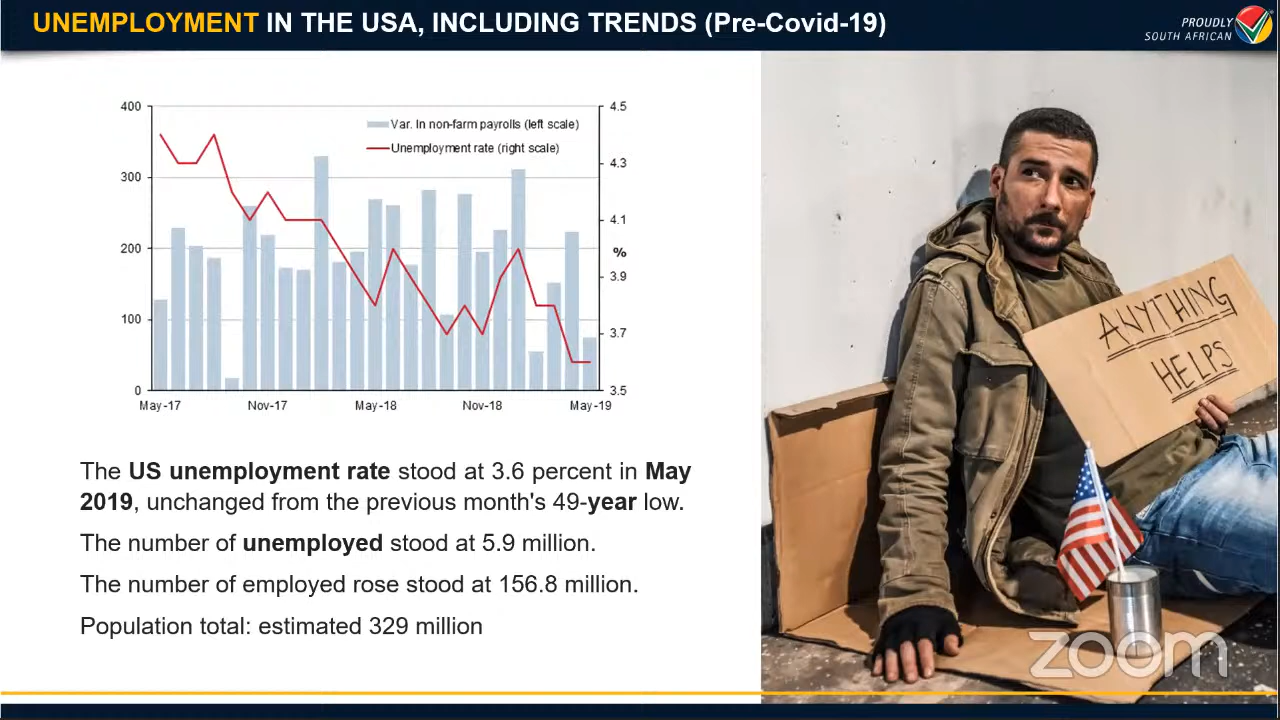 UNEMPLOYMENT IN THE USA, INCLUDING TRENDS (Pre-Covid-19)
PROUDLY
SOUTH AFRICAN
400
300
200
100
0
Var. In non-farm payrolls (left scale)
Unemployment rate (right scale)
4.5
4.3
4.1
%
3.9
3.7
3.5
May-17
Nov-17
May-18
Nov-18
May-19
The US unemployment rate stood at 3.6 percent in May
2019, unchanged from the previous month's 49-year low.
The number of unemployed stood at 5.9 million.
The number of employed rose stood at 156.8 million.
Population total: estimated 329 million
ANYTHING
HELPS
zoom